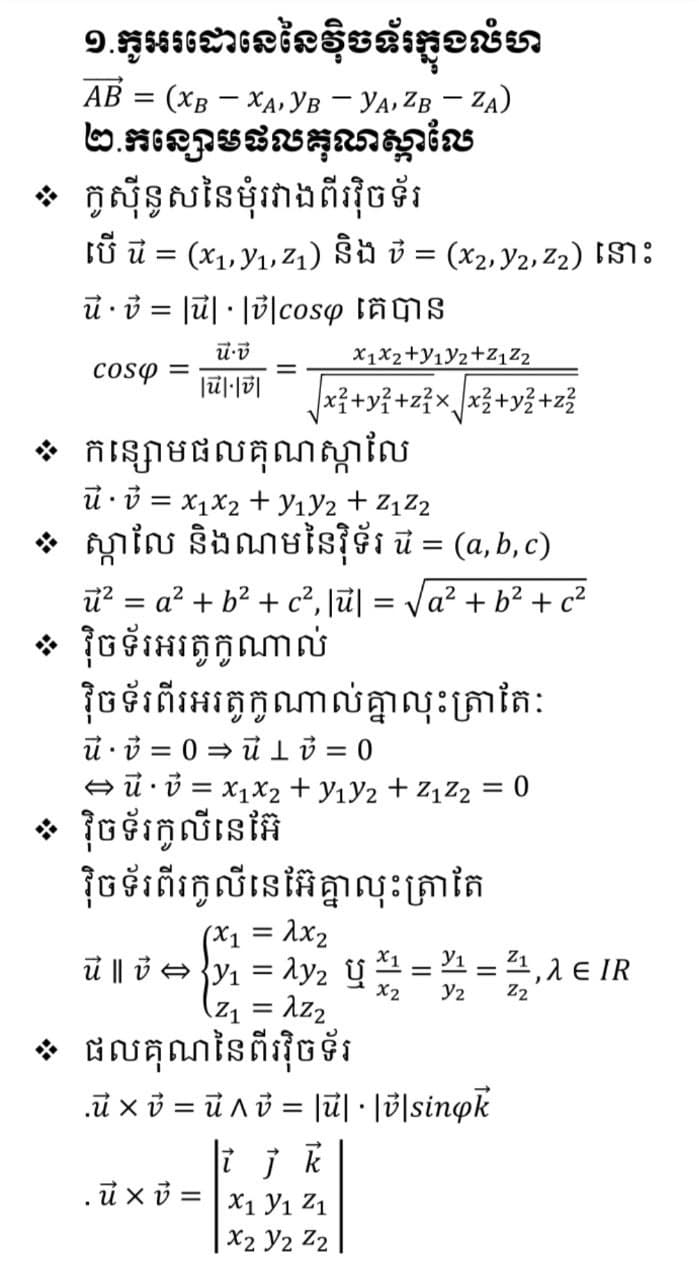 ១.កូអរដោនេនៃវ៉ិចទ័រក្នុងលំហ
$\overrightarrow{AB} = (x_B - x_A, y_B - y_A, z_B - z_A)$
២.កន្សោមផលគុណស្កាលែ
❖ កូស៊ីនូសនៃមុំរវាងពីរវ៉ិចទ័រ
បើ $\vec{u} = (x_1, y_1, z_1)$ និង $\vec{v} = (x_2, y_2, z_2)$ នោះ
$\vec{u} \cdot \vec{v} = |\vec{u}| \cdot |\vec{v}| cos\varphi$ គេបាន
$cos\varphi = \frac{\vec{u} \cdot \vec{v}}{|\vec{u}| \cdot |\vec{v}|} = \frac{x_1x_2+y_1y_2+z_1z_2}{\sqrt{x_1^2+y_1^2+z_1^2} \times \sqrt{x_2^2+y_2^2+z_2^2}}$
❖ កន្សោមផលគុណស្កាលែ
$\vec{u} \cdot \vec{v} = x_1x_2 + y_1y_2 + z_1z_2$
❖ ស្កាលែ និងណមនៃវ៉ិទ័រ $\vec{u} = (a, b, c)$
$\vec{u}^2 = a^2 + b^2 + c^2, |\vec{u}| = \sqrt{a^2 + b^2 + c^2}$
❖ វ៉ិចទ័រអរតូកូណាល់
វ៉ិចទ័រពីរអរតូកូណាល់គ្នាលុះត្រាតែ:
$\vec{u} \cdot \vec{v} = 0 \Rightarrow \vec{u} \perp \vec{v} = 0$
$\Leftrightarrow \vec{u} \cdot \vec{v} = x_1x_2 + y_1y_2 + z_1z_2 = 0$
❖ វ៉ិចទ័រកូលីនេអ៊ែ
វ៉ិចទ័រពីរកូលីនេអ៊ែគ្នាលុះត្រាតែ
$\vec{u} \parallel \vec{v} \Leftrightarrow \begin{cases} x_1 = \lambda x_2 \\ y_1 = \lambda y_2 \\ z_1 = \lambda z_2 \end{cases}$ ឬ $\frac{x_1}{x_2} = \frac{y_1}{y_2} = \frac{z_1}{z_2}, \lambda \in IR$
❖ ផលគុណនៃពីរវ៉ិចទ័រ
$.\vec{u} \times \vec{v} = \vec{u} \wedge \vec{v} = |\vec{u}| \cdot |\vec{v}| sin\varphi \vec{k}$
$.\vec{u} \times \vec{v} = \begin{vmatrix} \vec{i} & \vec{j} & \vec{k} \\ x_1 & y_1 & z_1 \\ x_2 & y_2 & z_2 \end{vmatrix}$